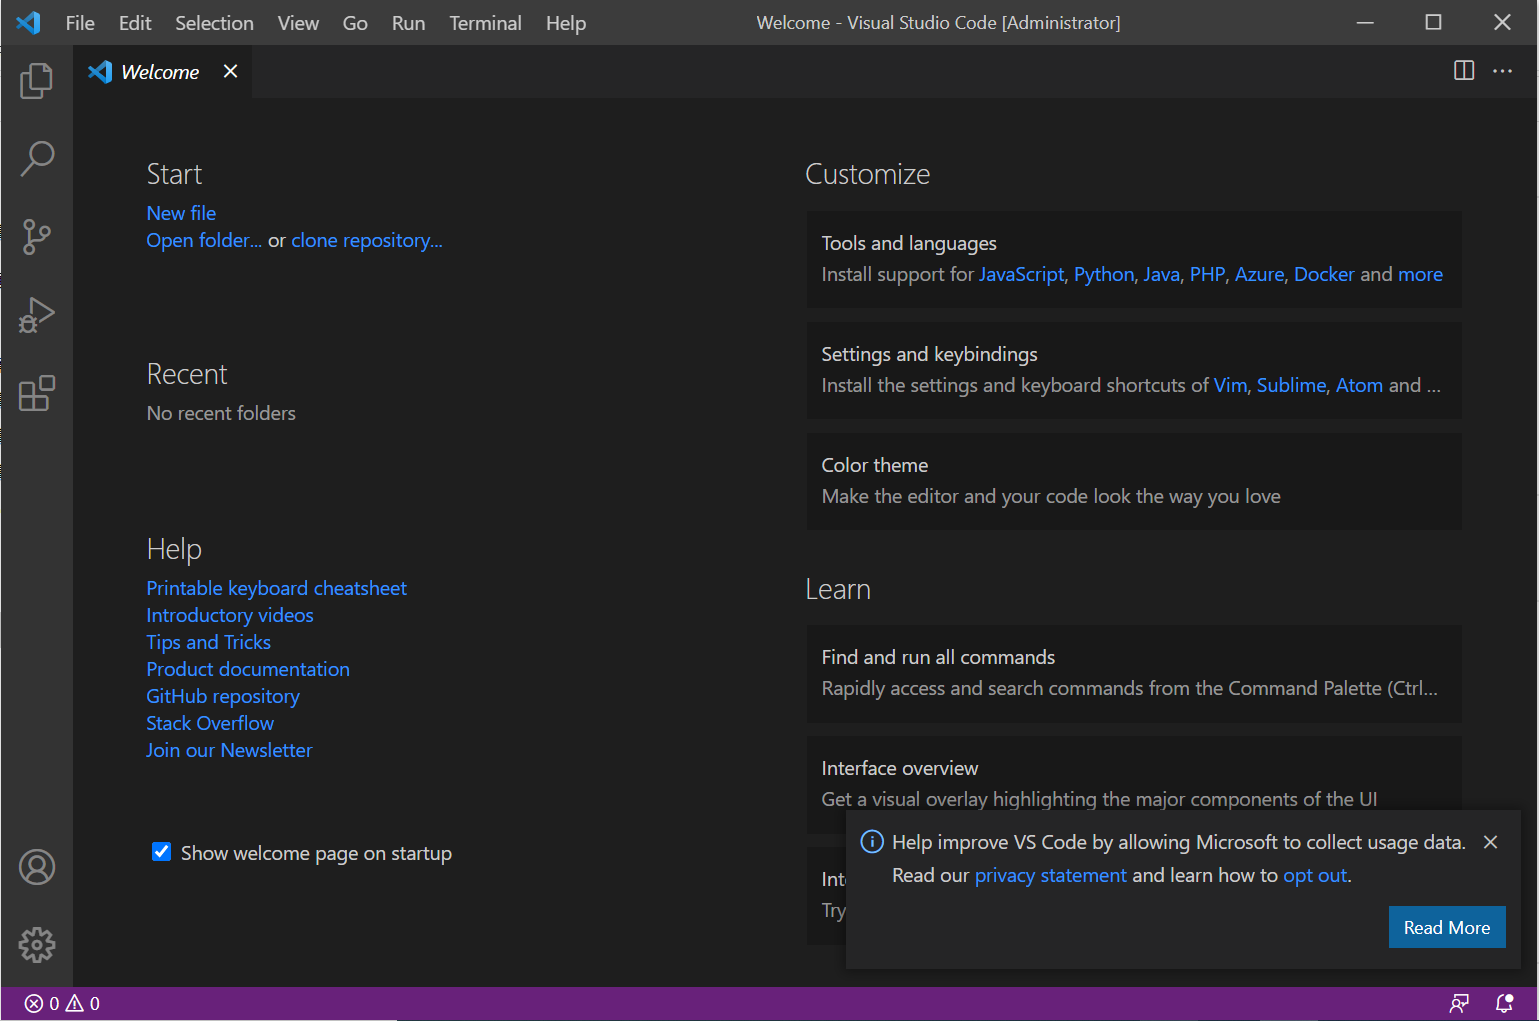 File Edit Selection View Go Run Terminal Help
Welcome - Visual Studio Code [Administrator]
Welcome
Start
New file
Open folder... or clone repository...
Recent
No recent folders
Help
Printable keyboard cheatsheet
Introductory videos
Tips and Tricks
Product documentation
GitHub repository
Stack Overflow
Join our Newsletter
Show welcome page on startup
Customize
Tools and languages
Install support for JavaScript, Python, Java, PHP, Azure, Docker and more
Settings and keybindings
Install the settings and keyboard shortcuts of Vim, Sublime, Atom and ...
Color theme
Make the editor and your code look the way you love
Learn
Find and run all commands
Rapidly access and search commands from the Command Palette (Ctrl...
Interface overview
Get a visual overlay highlighting the major components of the UI
Try
Help improve VS Code by allowing Microsoft to collect usage data.
Read our privacy statement and learn how to opt out.
Read More
0 0